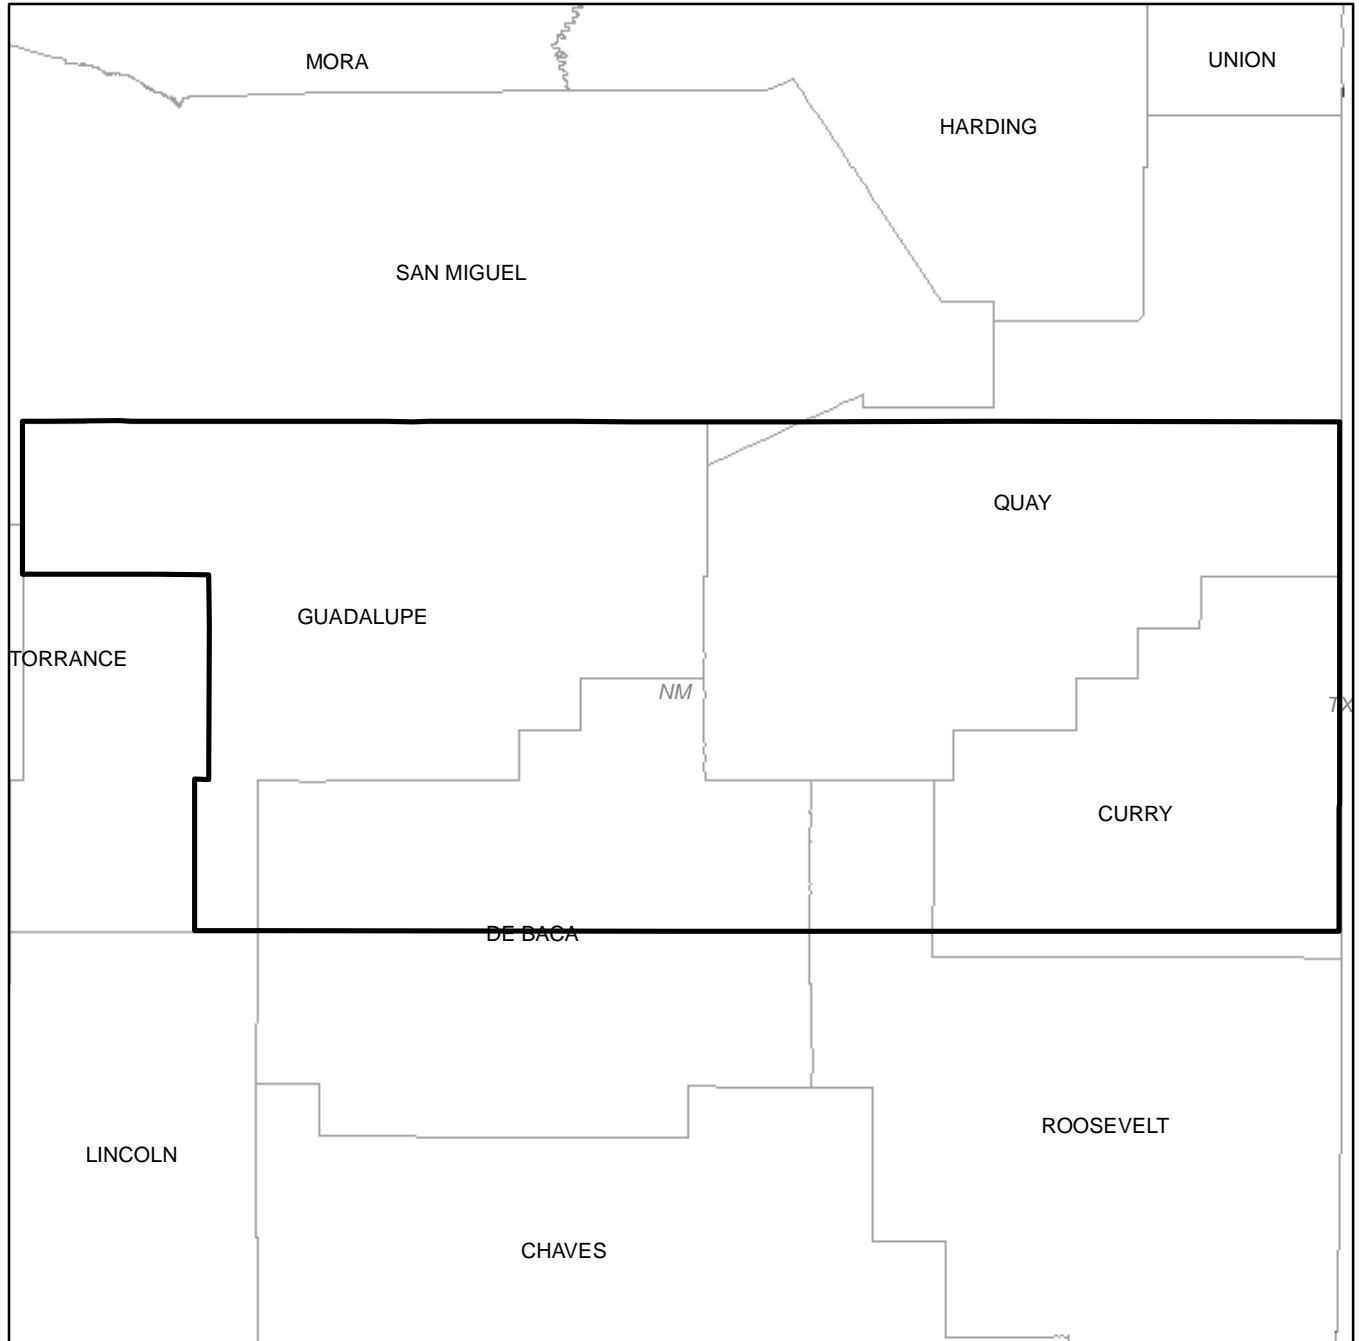 MORA
UNION
HARDING
SAN MIGUEL
QUAY
GUADALUPE
TORRANCE
NM
TX
CURRY
DE BACA
ROOSEVELT
LINCOLN
CHAVES